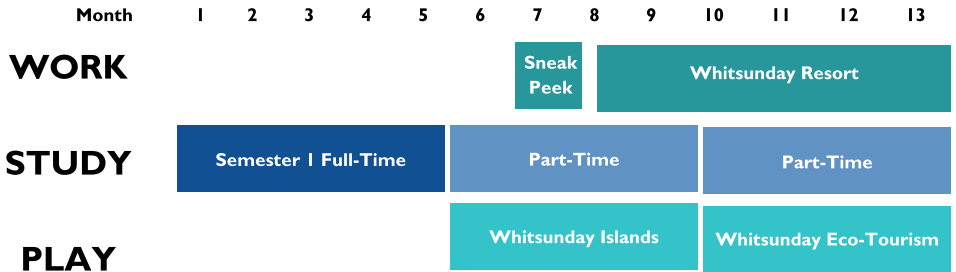 Month 1 2 3 4 5 6 7 8 9 10 11 12 13
WORK
Sneak
Peek
Whitsunday Resort
STUDY
Semester 1 Full-Time
Part-Time
Part-Time
PLAY
Whitsunday Islands
Whitsunday Eco-Tourism